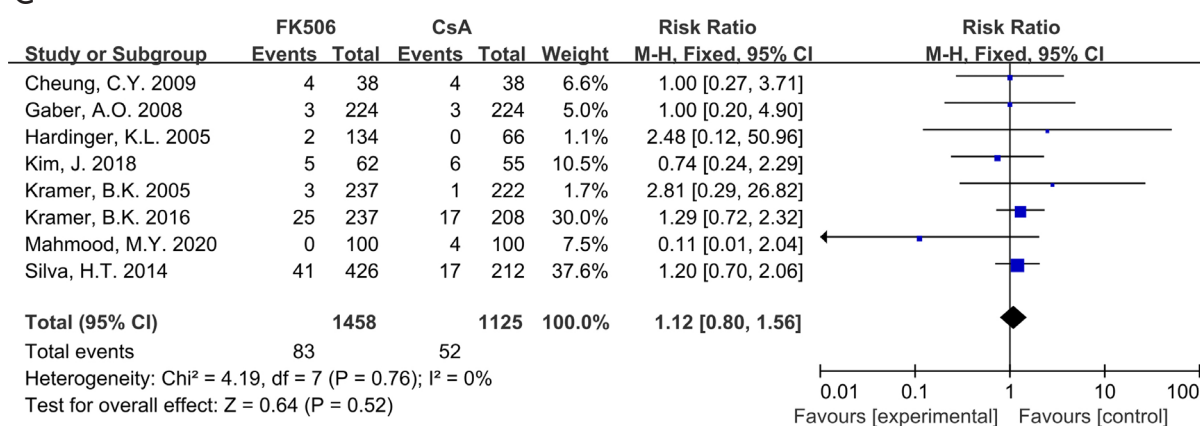 FK506 CsA Risk Ratio Risk Ratio
Study or Subgroup Events Total Events Total Weight M-H, Fixed, 95% CI M-H, Fixed, 95% CI
Cheung, C.Y. 2009 4 38 4 38 6.6% 1.00 [0.27, 3.71]
Gaber, A.O. 2008 3 224 3 224 5.0% 1.00 [0.20, 4.90]
Hardinger, K.L. 2005 2 134 0 66 1.1% 2.48 [0.12, 50.96]
Kim, J. 2018 5 62 6 55 10.5% 0.74 [0.24, 2.29]
Kramer, B.K. 2005 3 237 1 222 1.7% 2.81 [0.29, 26.82]
Kramer, B.K. 2016 25 237 17 208 30.0% 1.29 [0.72, 2.32]
Mahmood, M.Y. 2020 0 100 4 100 7.5% 0.11 [0.01, 2.04]
Silva, H.T. 2014 41 426 17 212 37.6% 1.20 [0.70, 2.06]
Total (95% CI) 1458 1125 100.0% 1.12 [0.80, 1.56]
Total events 83 52
Heterogeneity: Chi² = 4.19, df = 7 (P = 0.76); I² = 0%
Test for overall effect: Z = 0.64 (P = 0.52)
0.01 0.1 1 10 100
Favours [experimental] Favours [control]